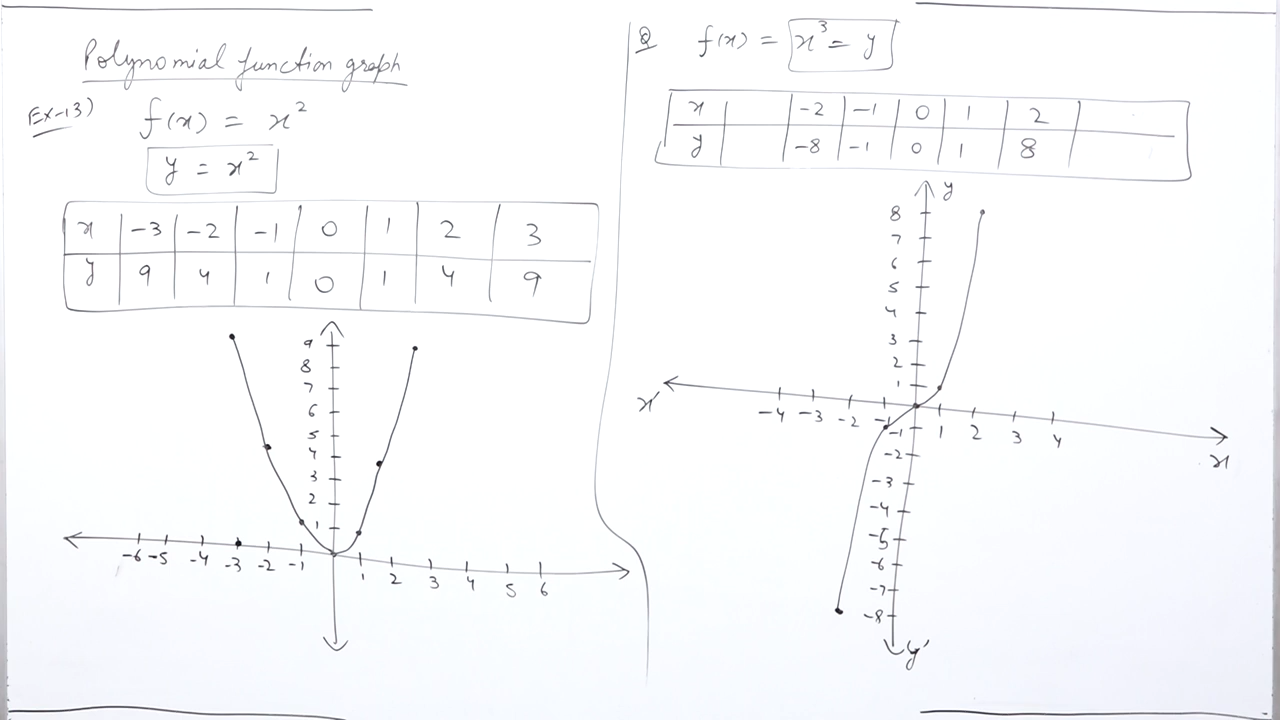 Polynomial function graph
Ex-13) f(x) = x²
y = x²
x -3 -2 -1 0 1 2 3
y 9 4 1 0 1 4 9
9
8
7
6
5
4
3
2
1
-6 -5 -4 -3 -2 -1 1 2 3 4 5 6
Q f(x) = x³ = y
x -2 -1 0 1 2
y -8 -1 0 1 8
y
8
7
6
5
4
3
2
1
x' -4 -3 -2 -1 1 2 3 4 x
-1
-2
-3
-4
-5
-6
-7
-8
y'